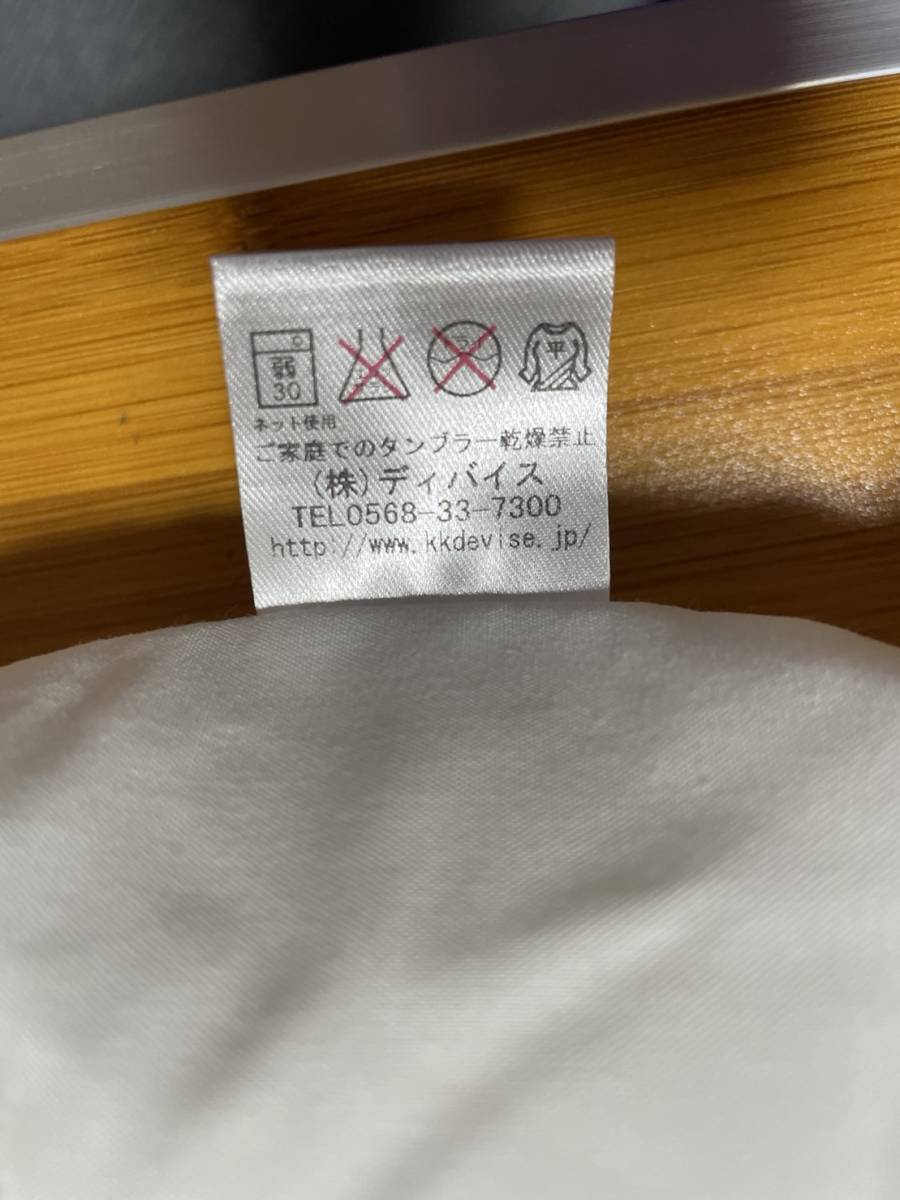 弱
30
平
ネット使用
ご家庭でのタンブラー乾燥禁止
(株)ディバイス
TEL0568-33-7300
http://www.kkdevise.jp/